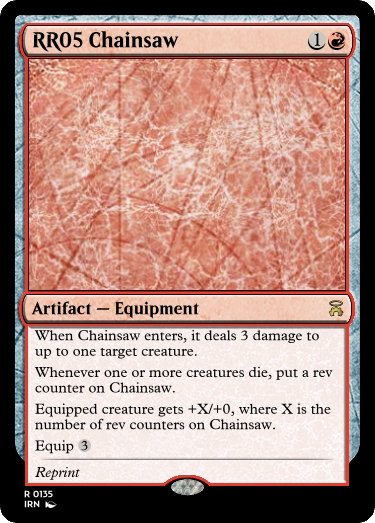 RR05 Chainsaw 1
Artifact — Equipment
When Chainsaw enters, it deals 3 damage to
up to one target creature.
Whenever one or more creatures die, put a rev
counter on Chainsaw.
Equipped creature gets +X/+0, where X is the
number of rev counters on Chainsaw.
Equip 3
Reprint
R 0135
IRN